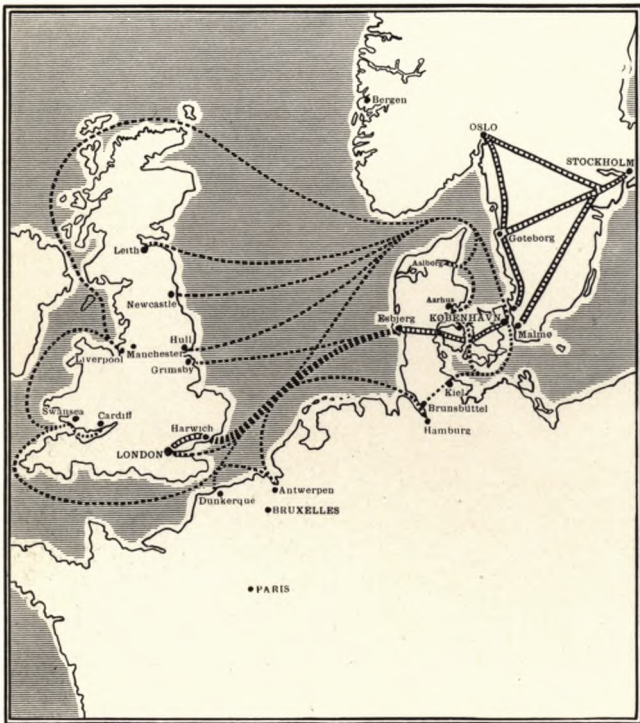 Bergen
OSLO
STOCKHOLM
Leith
Gøteborg
Aalborg
Newcastle
Aarhus
KØBENHAVN
Esbjerg
Malmø
Hull
Liverpool
Manchester
Grimsby
Kiel
Swansea
Cardiff
Brunsbüttel
Harwich
Hamburg
LONDON
Antwerpen
Dunkerque
BRUXELLES
PARIS